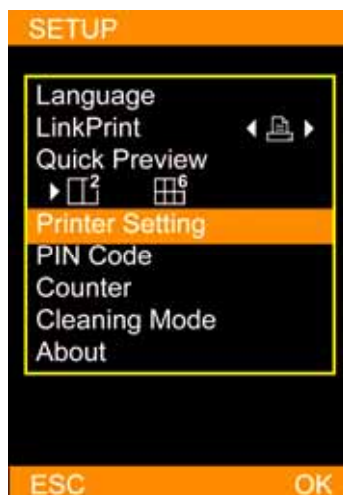 SETUP
Language
LinkPrint
Quick Preview
2 6
Printer Setting
PIN Code
Counter
Cleaning Mode
About
ESC OK